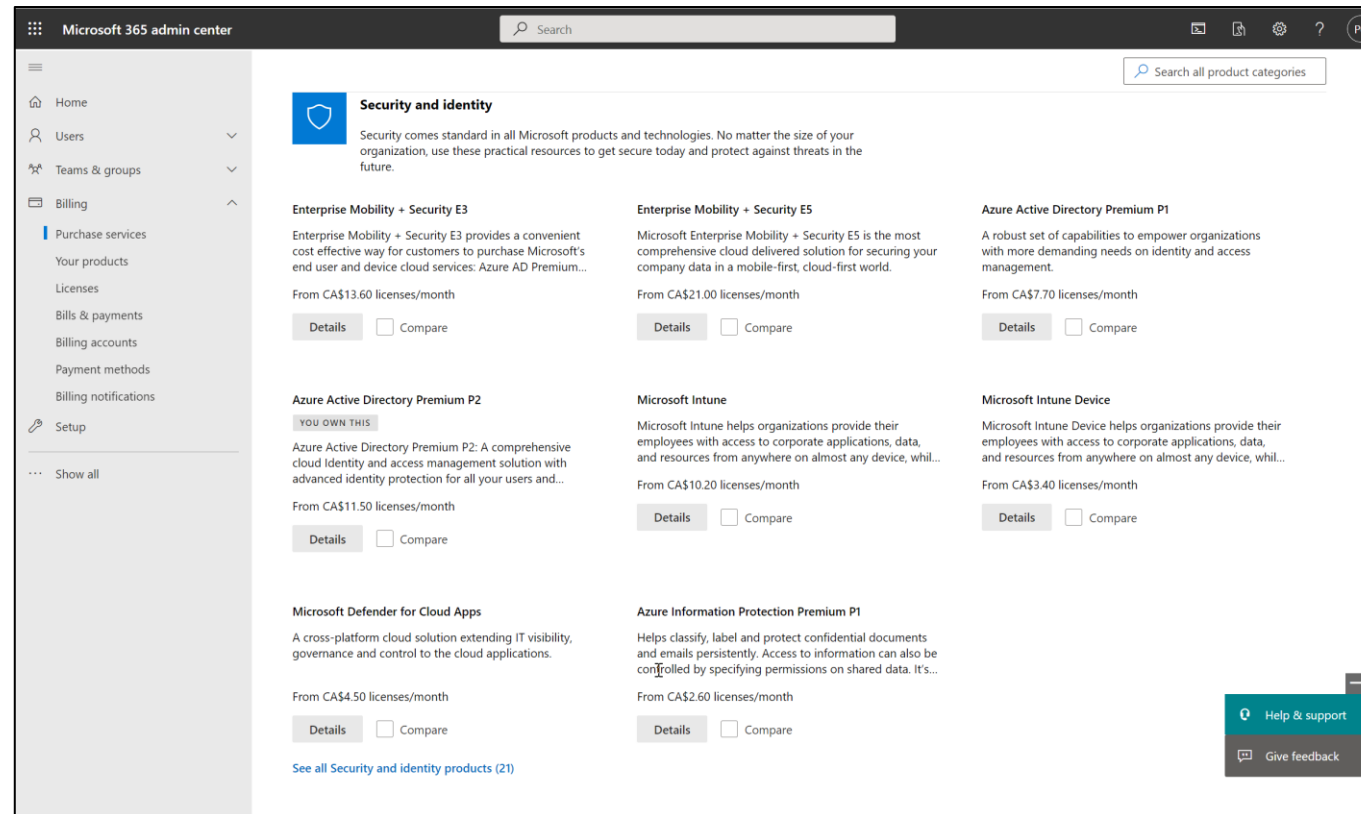 Microsoft 365 admin center
Search
Search all product categories
Home
Users
Teams & groups
Billing
Purchase services
Your products
Licenses
Bills & payments
Billing accounts
Payment methods
Billing notifications
Setup
Show all
Security and identity
Security comes standard in all Microsoft products and technologies. No matter the size of your
organization, use these practical resources to get secure today and protect against threats in the
future.
Enterprise Mobility + Security E3
Enterprise Mobility + Security E3 provides a convenient
cost effective way for customers to purchase Microsoft's
end user and device cloud services: Azure AD Premium...
From CA$13.60 licenses/month
Details
Compare
Enterprise Mobility + Security E5
Microsoft Enterprise Mobility + Security E5 is the most
comprehensive cloud delivered solution for securing your
company data in a mobile-first, cloud-first world.
From CA$21.00 licenses/month
Details
Compare
Azure Active Directory Premium P1
A robust set of capabilities to empower organizations
with more demanding needs on identity and access
management.
From CA$7.70 licenses/month
Details
Compare
Azure Active Directory Premium P2
YOU OWN THIS
Azure Active Directory Premium P2: A comprehensive
cloud Identity and access management solution with
advanced identity protection for all your users and...
From CA$11.50 licenses/month
Details
Compare
Microsoft Intune
Microsoft Intune helps organizations provide their
employees with access to corporate applications, data,
and resources from anywhere on almost any device, whil...
From CA$10.20 licenses/month
Details
Compare
Microsoft Intune Device
Microsoft Intune Device helps organizations provide their
employees with access to corporate applications, data,
and resources from anywhere on almost any device, whil...
From CA$3.40 licenses/month
Details
Compare
Microsoft Defender for Cloud Apps
A cross-platform cloud solution extending IT visibility,
governance and control to the cloud applications.
From CA$4.50 licenses/month
Details
Compare
Azure Information Protection Premium P1
Helps classify, label and protect confidential documents
and emails persistently. Access to information can also be
controlled by specifying permissions on shared data. It's...
From CA$2.60 licenses/month
Details
Compare
See all Security and identity products (21)
Help & support
Give feedback